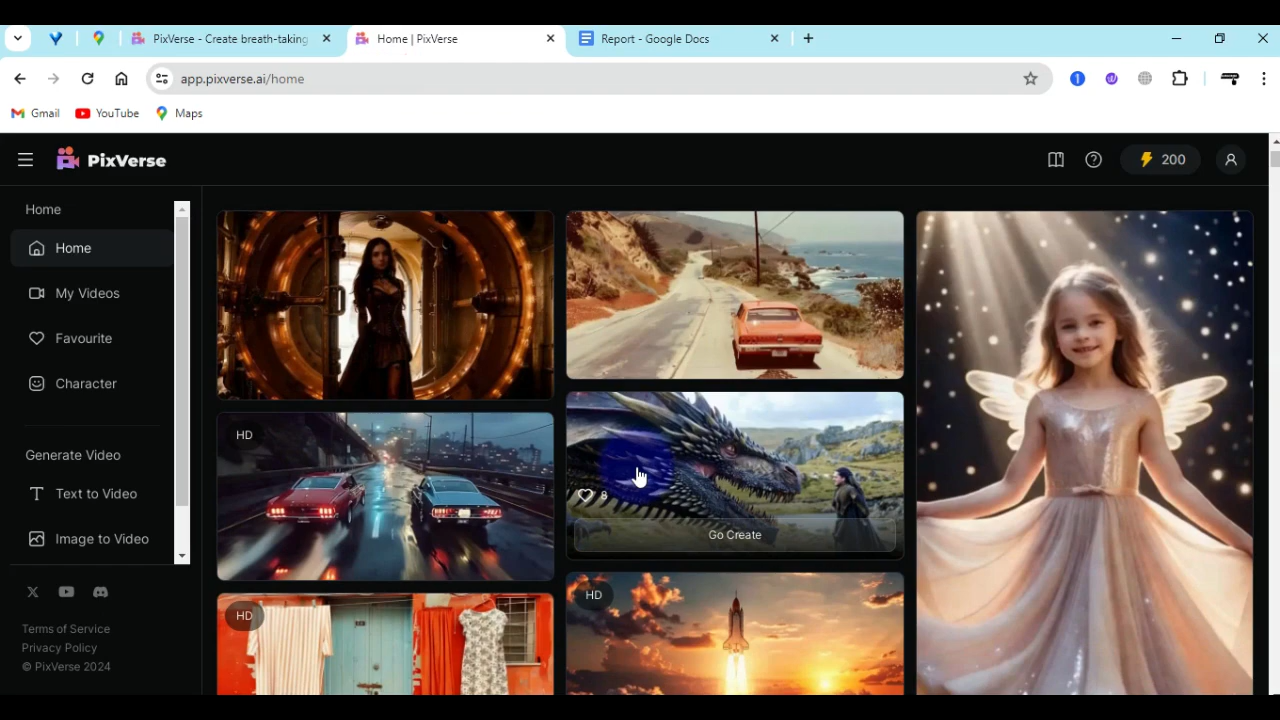 PixVerse - Create breath-taking
Home | PixVerse
Report - Google Docs
app.pixverse.ai/home
Gmail
YouTube
Maps
PixVerse
200
Home
Home
My Videos
Favourite
Character
Generate Video
Text to Video
Image to Video
Terms of Service
Privacy Policy
© PixVerse 2024
HD
HD
8
Go Create
HD